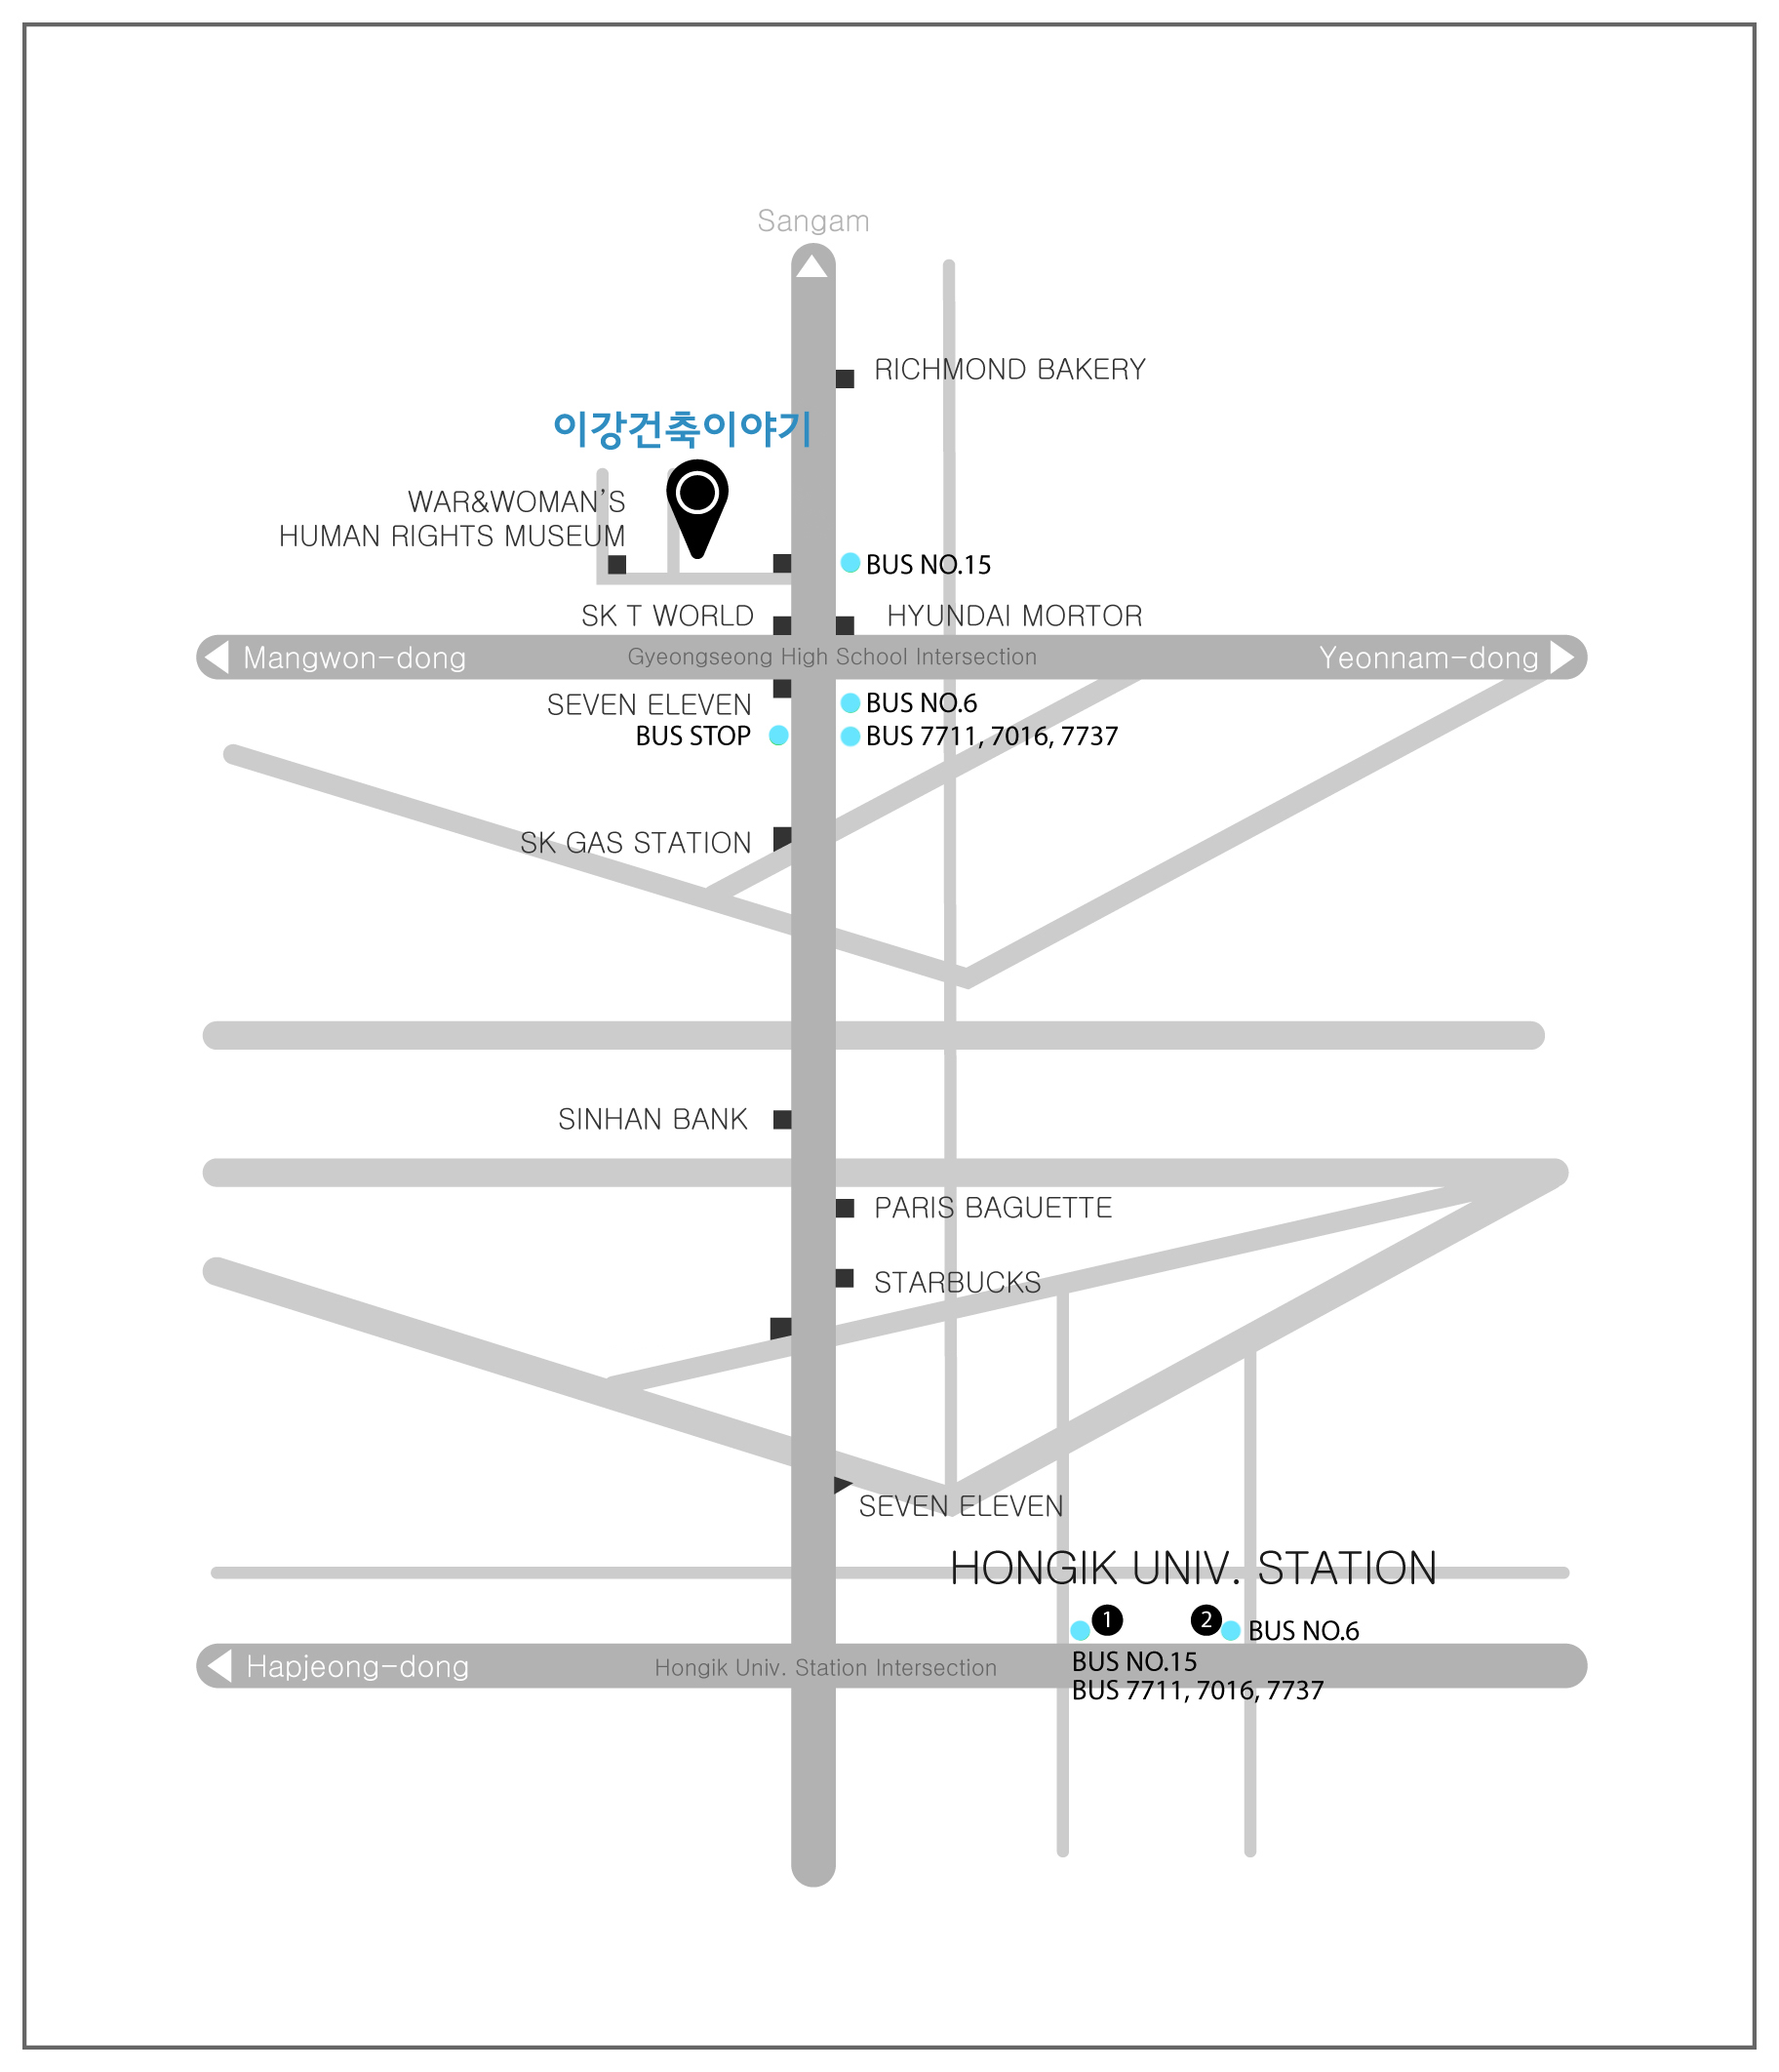 Sangam
RICHMOND BAKERY
이강건축이야기
WAR&WOMAN'S
HUMAN RIGHTS MUSEUM
BUS NO.15
SK T WORLD
HYUNDAI MORTOR
Mangwon-dong
Gyeongseong High School Intersection
Yeonnam-dong
SEVEN ELEVEN
BUS NO.6
BUS STOP
BUS 7711, 7016, 7737
SK GAS STATION
SINHAN BANK
PARIS BAGUETTE
STARBUCKS
SEVEN ELEVEN
HONGIK UNIV. STATION
1
2
BUS NO.6
Hapjeong-dong
Hongik Univ. Station Intersection
BUS NO.15
BUS 7711, 7016, 7737